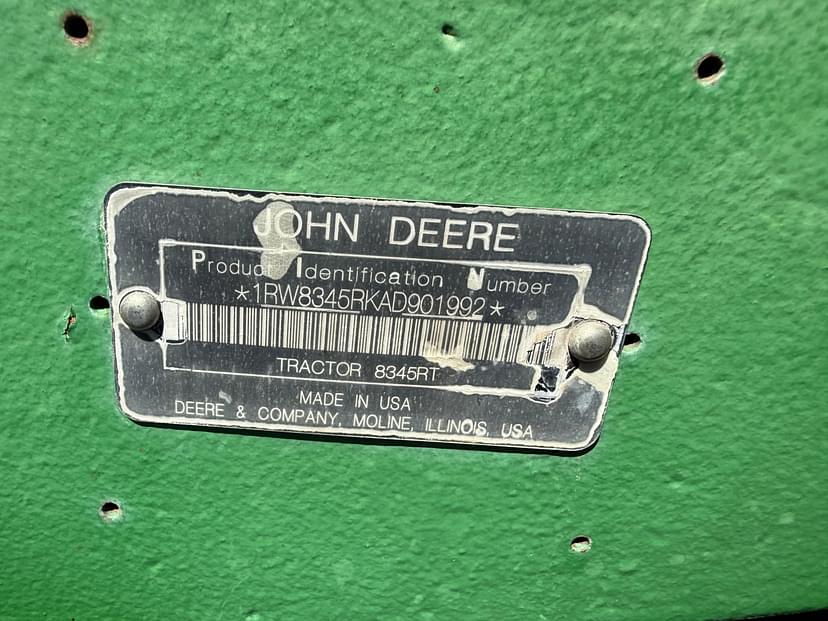 JOHN DEERE
Product Identification Number
*1RW8345RKAD901992*
TRACTOR 8345RT
MADE IN USA
DEERE & COMPANY, MOLINE, ILLINOIS, USA